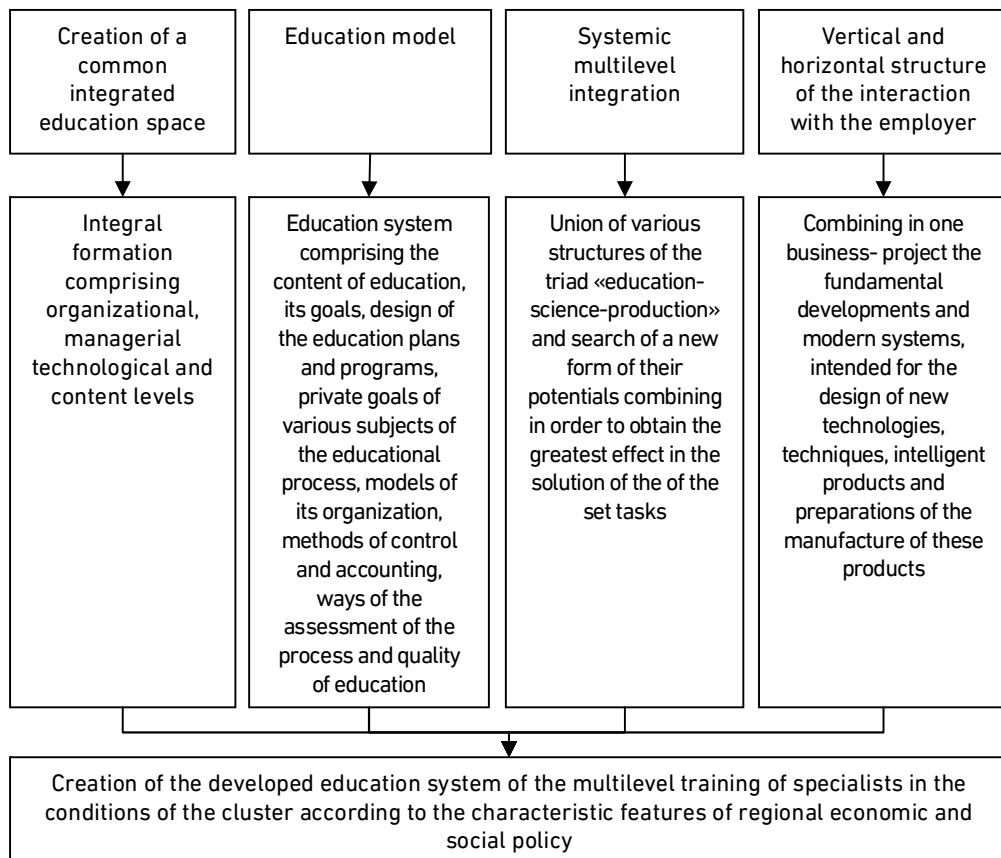 Creation of a
common
integrated
education space
Education model
Systemic
multilevel
integration
Vertical and
horizontal structure
of the interaction
with the employer
Integral
formation
comprising
organizational,
managerial
technological and
content levels
Education system
comprising the
content of education,
its goals, design of
the education plans
and programs,
private goals of
various subjects of
the educational
process, models of
its organization,
methods of control
and accounting,
ways of the
assessment of the
process and quality
of education
Union of various
structures of the
triad «education-
science-production»
and search of a new
form of their
potentials combining
in order to obtain the
greatest effect in the
solution of the of the
set tasks
Combining in one
business- project the
fundamental
developments and
modern systems,
intended for the
design of new
technologies,
techniques, intelligent
products and
preparations of the
manufacture of these
products
Creation of the developed education system of the multilevel training of specialists in the
conditions of the cluster according to the characteristic features of regional economic and
social policy